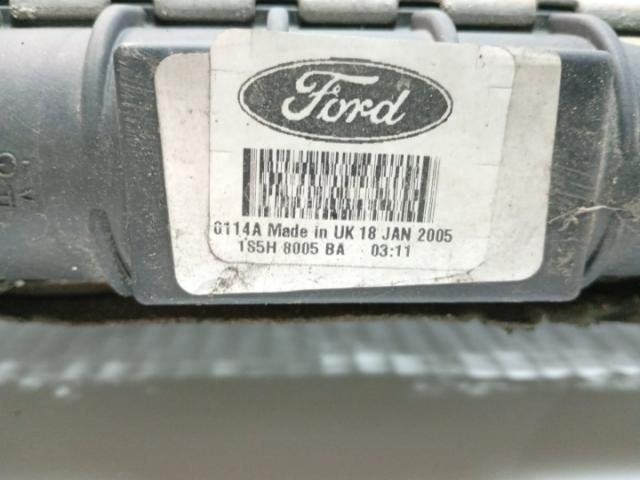 Ford
0114A Made in UK 18 JAN 2005
1S5H 8005 BA 03:11